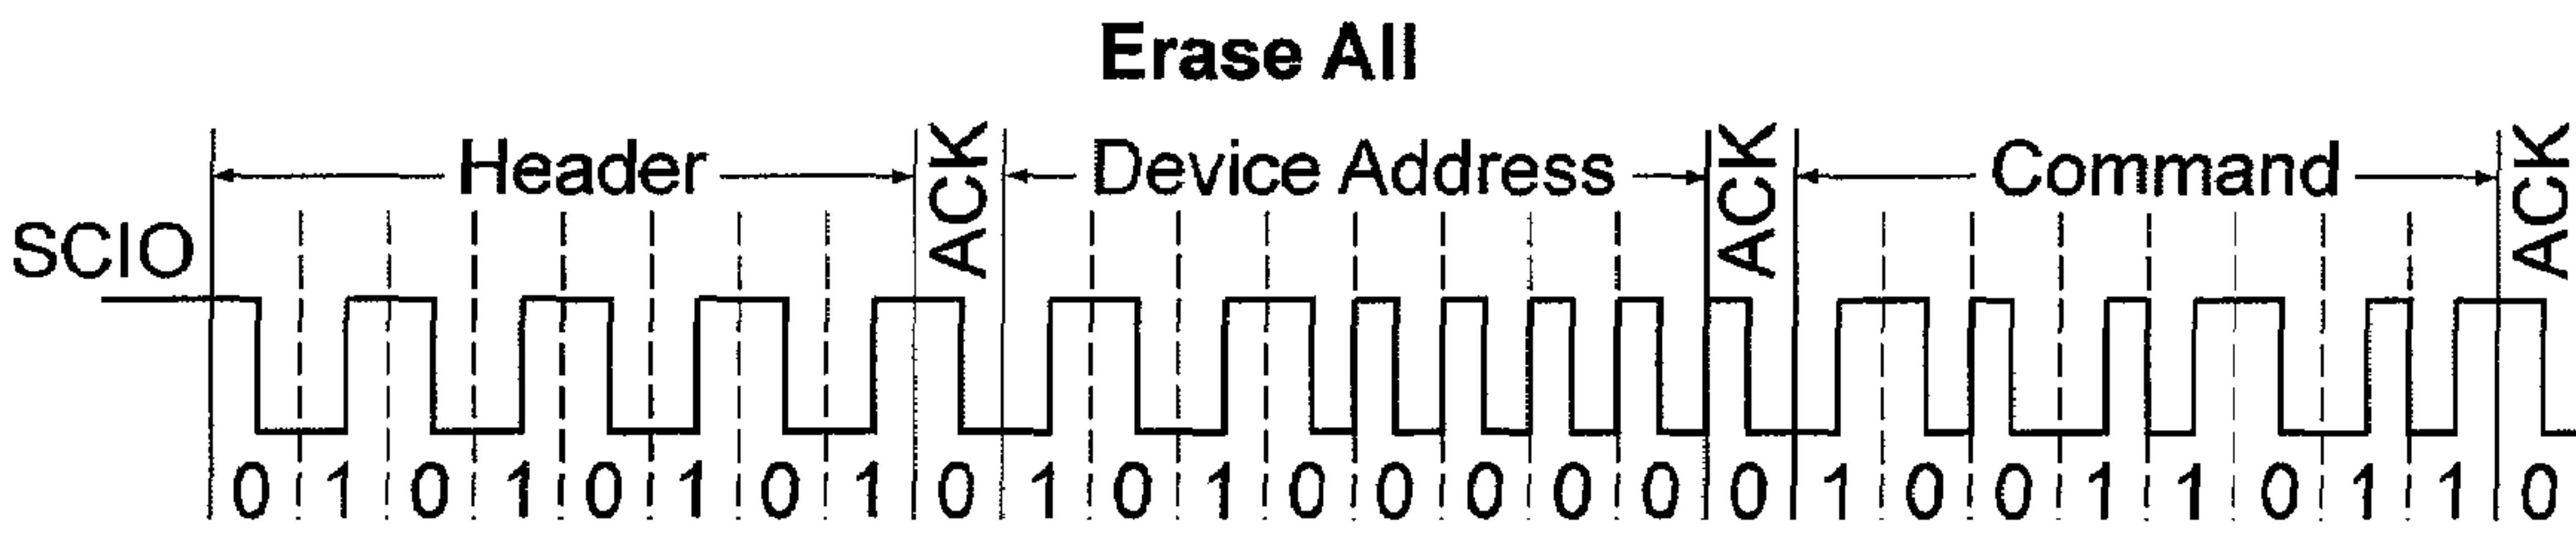 Erase All
Header ACK Device Address ACK Command ACK
SCIO
0 1 0 1 0 1 0 1 0 1 0 1 0 0 0 0 0 0 1 0 0 1 1 0 1 1 0